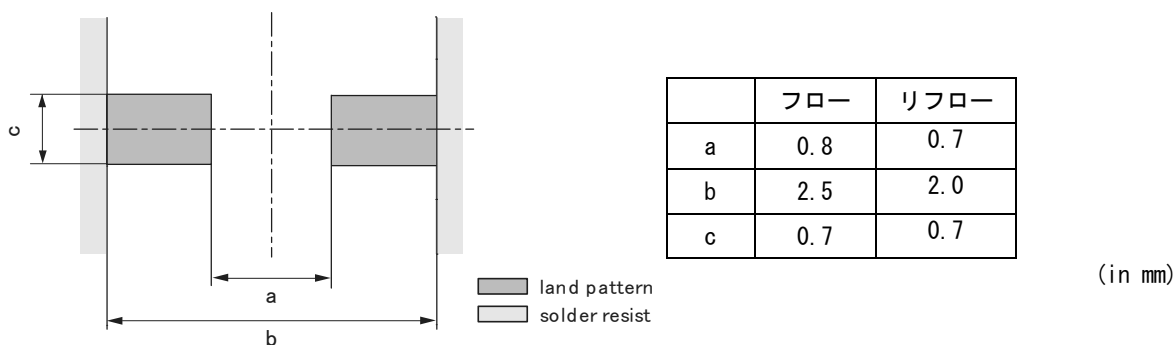 c
a
b
land pattern
solder resist
フロー リフロー
a 0.8 0.7
b 2.5 2.0
c 0.7 0.7
(in mm)